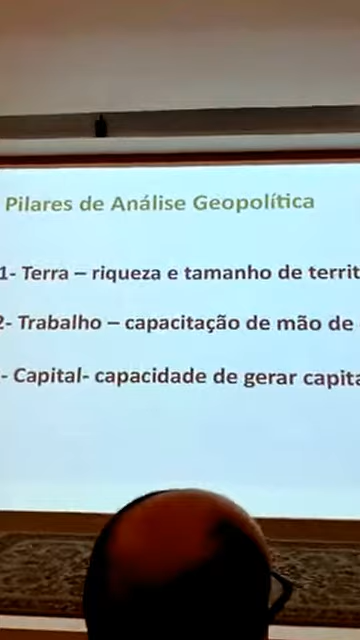 Pilares de Análise Geopolítica
1- Terra – riqueza e tamanho de territ
2- Trabalho – capacitação de mão de
- Capital- capacidade de gerar capita